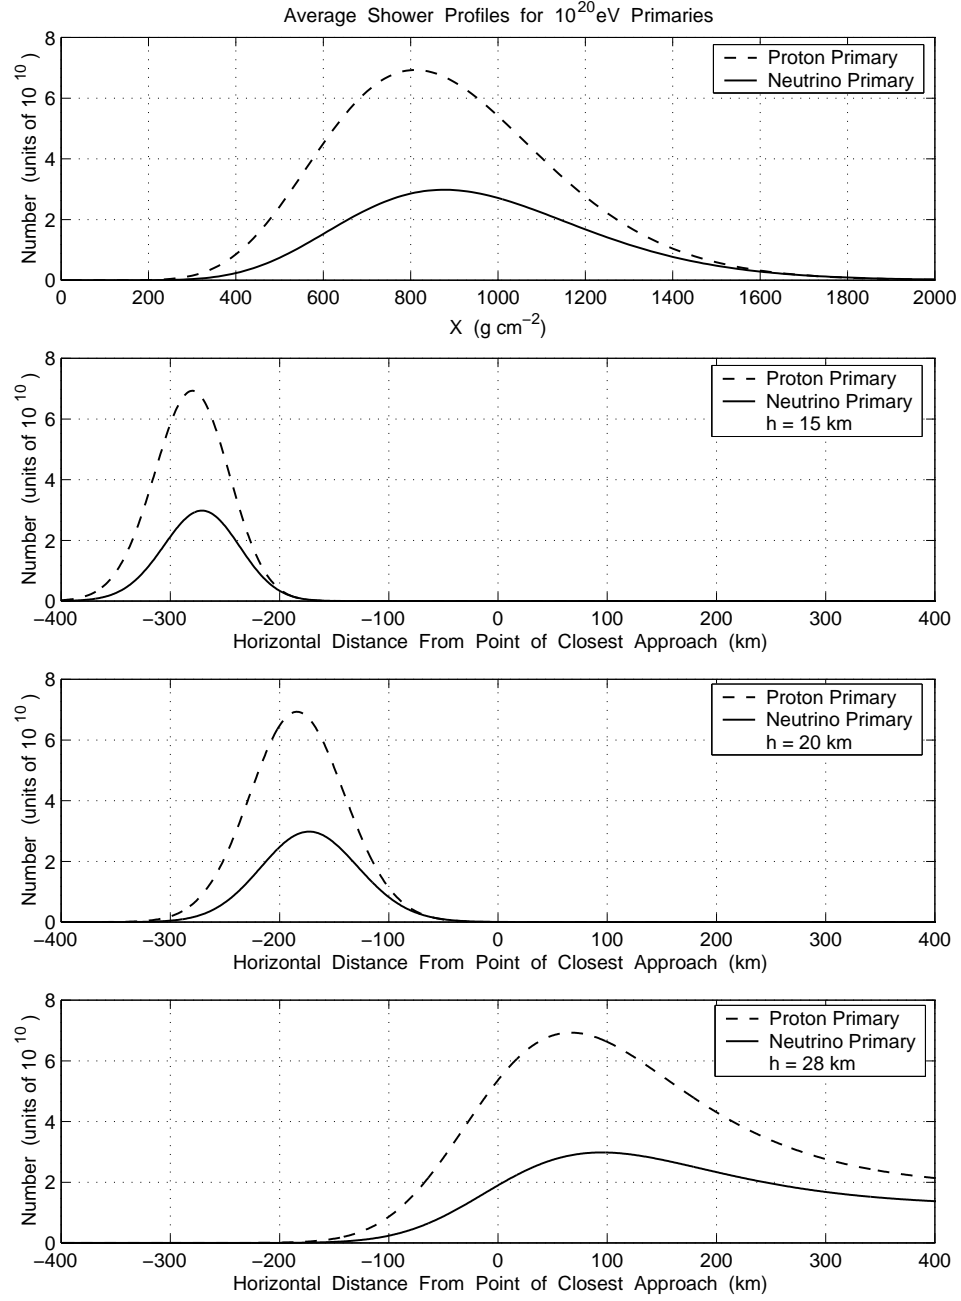 Average Shower Profiles for 10^20 eV Primaries
Number (units of 10^10)
8
6
4
2
0
Proton Primary
Neutrino Primary
0 200 400 600 800 1000 1200 1400 1600 1800 2000
X (g cm^−2)
Number (units of 10^10)
8
6
4
2
0
Proton Primary
Neutrino Primary
h = 15 km
−400 −300 −200 −100 0 100 200 300 400
Horizontal Distance From Point of Closest Approach (km)
Number (units of 10^10)
8
6
4
2
0
Proton Primary
Neutrino Primary
h = 20 km
−400 −300 −200 −100 0 100 200 300 400
Horizontal Distance From Point of Closest Approach (km)
Number (units of 10^10)
8
6
4
2
0
Proton Primary
Neutrino Primary
h = 28 km
−400 −300 −200 −100 0 100 200 300 400
Horizontal Distance From Point of Closest Approach (km)